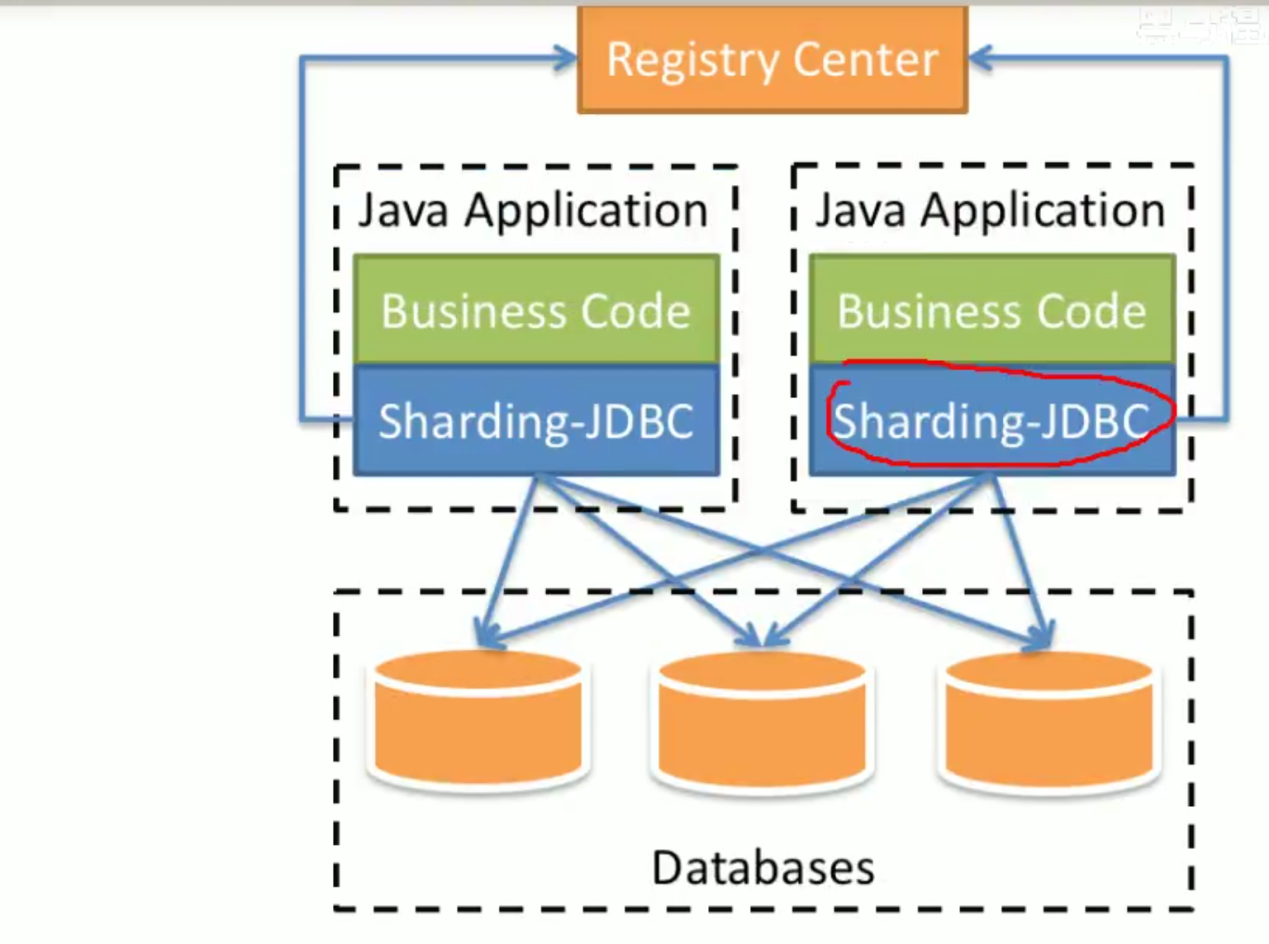 Registry Center
Java Application
Business Code
Sharding-JDBC
Java Application
Business Code
Sharding-JDBC
Databases